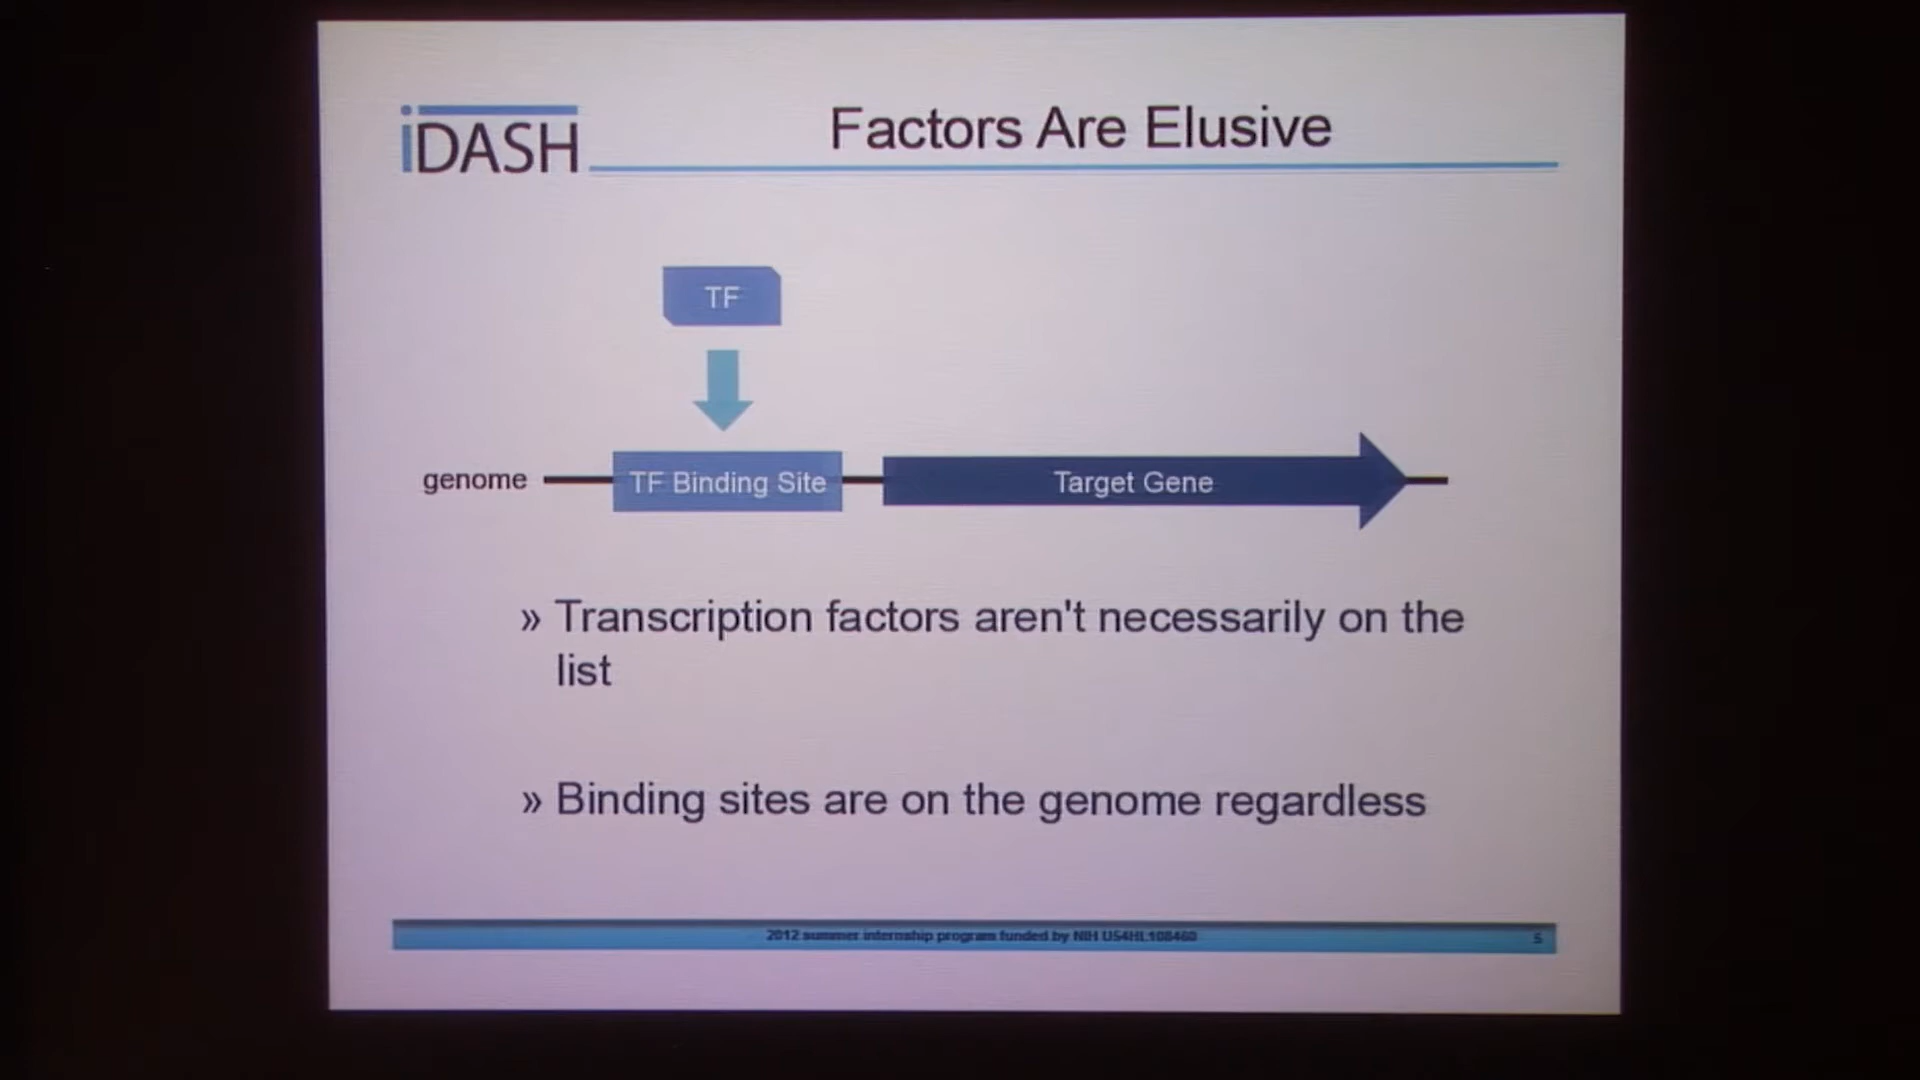 iDASH
Factors Are Elusive
TF
genome
TF Binding Site
Target Gene
» Transcription factors aren't necessarily on the
list
» Binding sites are on the genome regardless
2012 summer internship program funded by NIH U54HL108460
5